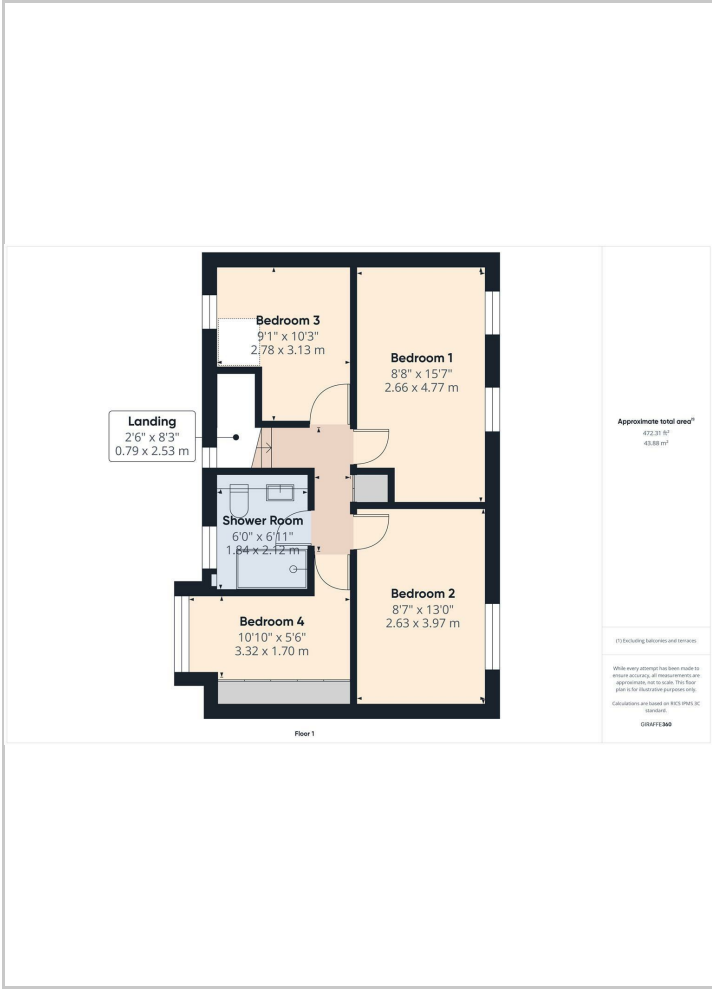 Bedroom 3
9'1" x 10'3"
2.78 x 3.13 m
Bedroom 1
8'8" x 15'7"
2.66 x 4.77 m
Landing
2'6" x 8'3"
0.79 x 2.53 m
Shower Room
6'0" x 6'11"
1.84 x 2.12 m
Bedroom 2
8'7" x 13'0"
2.63 x 3.97 m
Bedroom 4
10'10" x 5'6"
3.32 x 1.70 m
Floor 1
Approximate total area⁽¹⁾
472.31 ft²
43.88 m²
(1) Excluding balconies and terraces
While every attempt has been made to
ensure accuracy, all measurements are
approximate, not to scale. This floor
plan is for illustrative purposes only.
Calculations are based on RICS IPMS 3C
standard.
GIRAFFE360